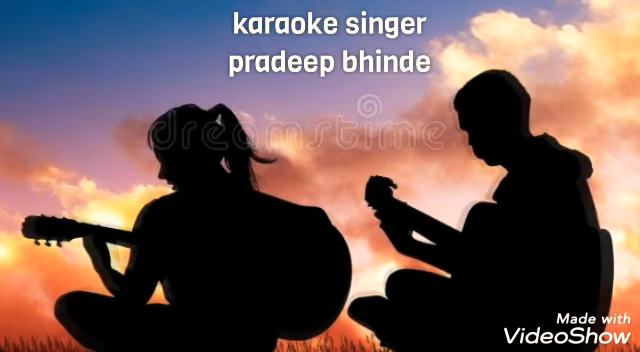 karaoke singer
pradeep bhinde
dreamstime
Made with
VideoShow